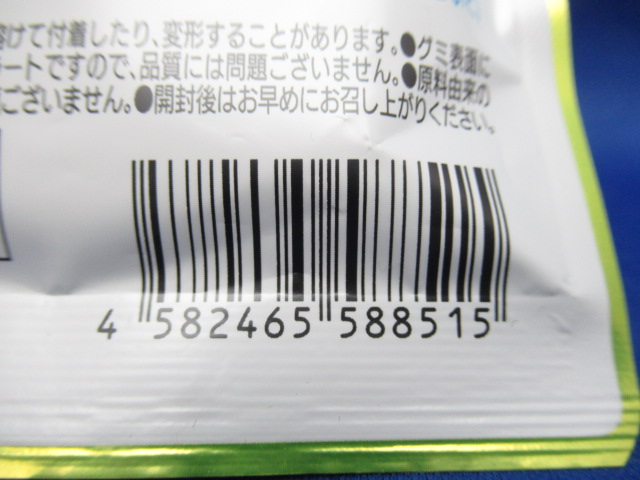 けて付着したり、変形することがあります。●グミ表面に
ートですので、品質には問題ございません。●原料由来の
ございません。●開封後はお早めにお召し上がりください。
4 582465 588515